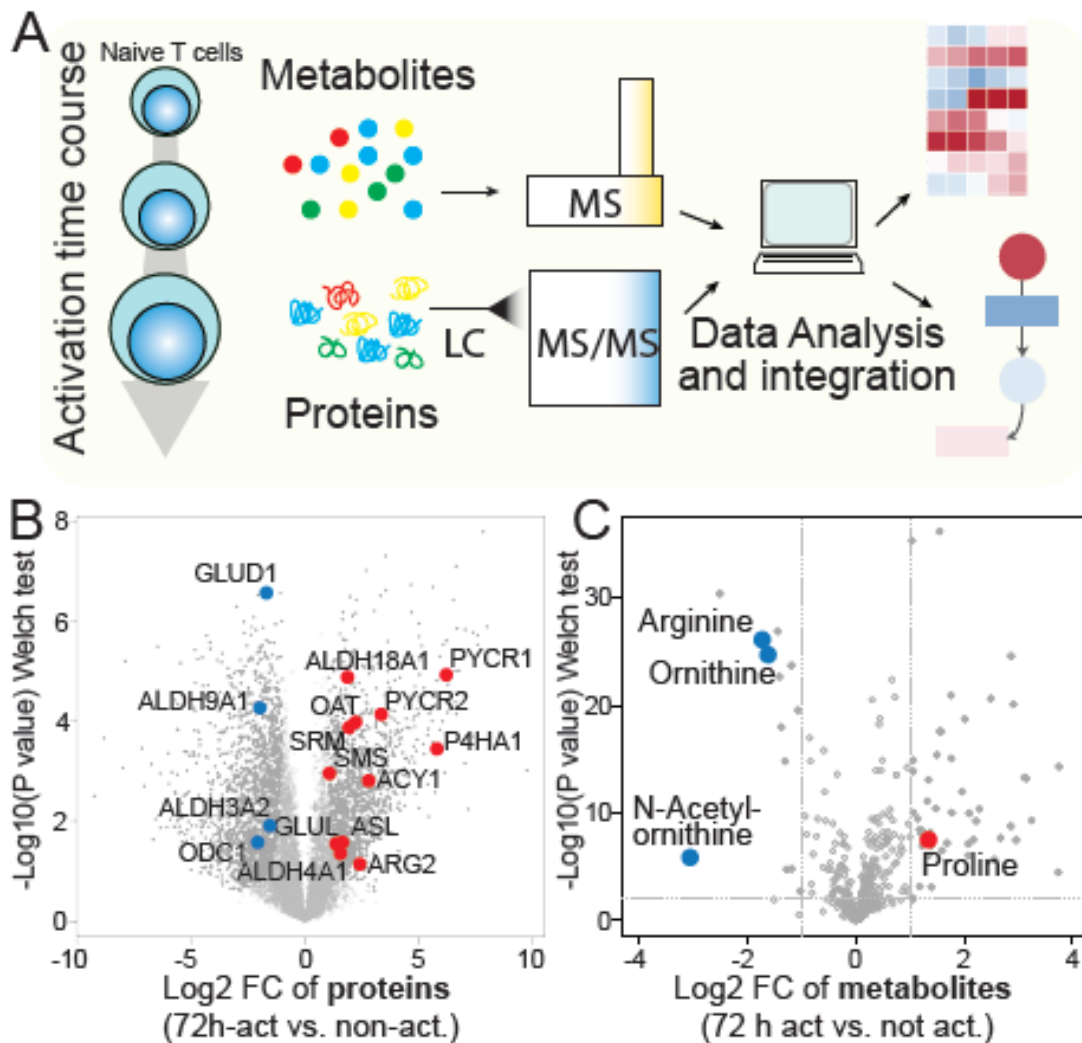 A
Activation time course
Naive T cells
Metabolites
MS
Proteins
LC
MS/MS
Data Analysis
and integration
B
-Log10(P value) Welch test
8
6
4
2
0
GLUD1
ALDH18A1
PYCR1
ALDH9A1
OAT
PYCR2
SRM
P4HA1
SMS
ACY1
ALDH3A2
GLUL
ASL
ODC1
ALDH4A1
ARG2
-10
-5
0
5
10
Log2 FC of proteins
(72h-act vs. non-act.)
C
-Log10(P value) Welch test
30
20
10
0
Arginine
Ornithine
N-Acetyl-
ornithine
Proline
-4
-2
0
2
4
Log2 FC of metabolites
(72 h act vs. not act.)